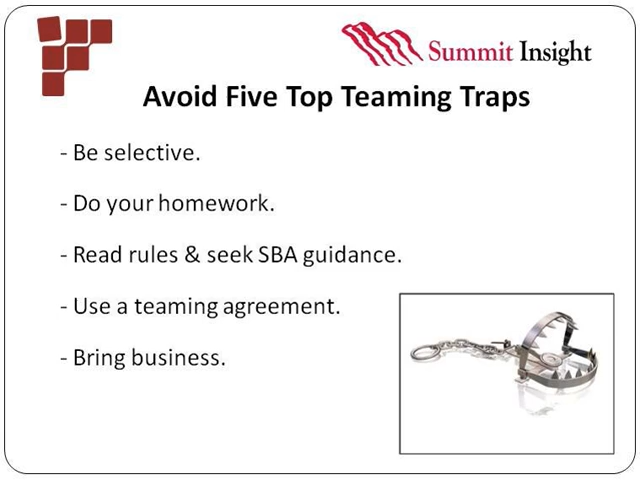 Summit Insight
Avoid Five Top Teaming Traps
- Be selective.
- Do your homework.
- Read rules & seek SBA guidance.
- Use a teaming agreement.
- Bring business.